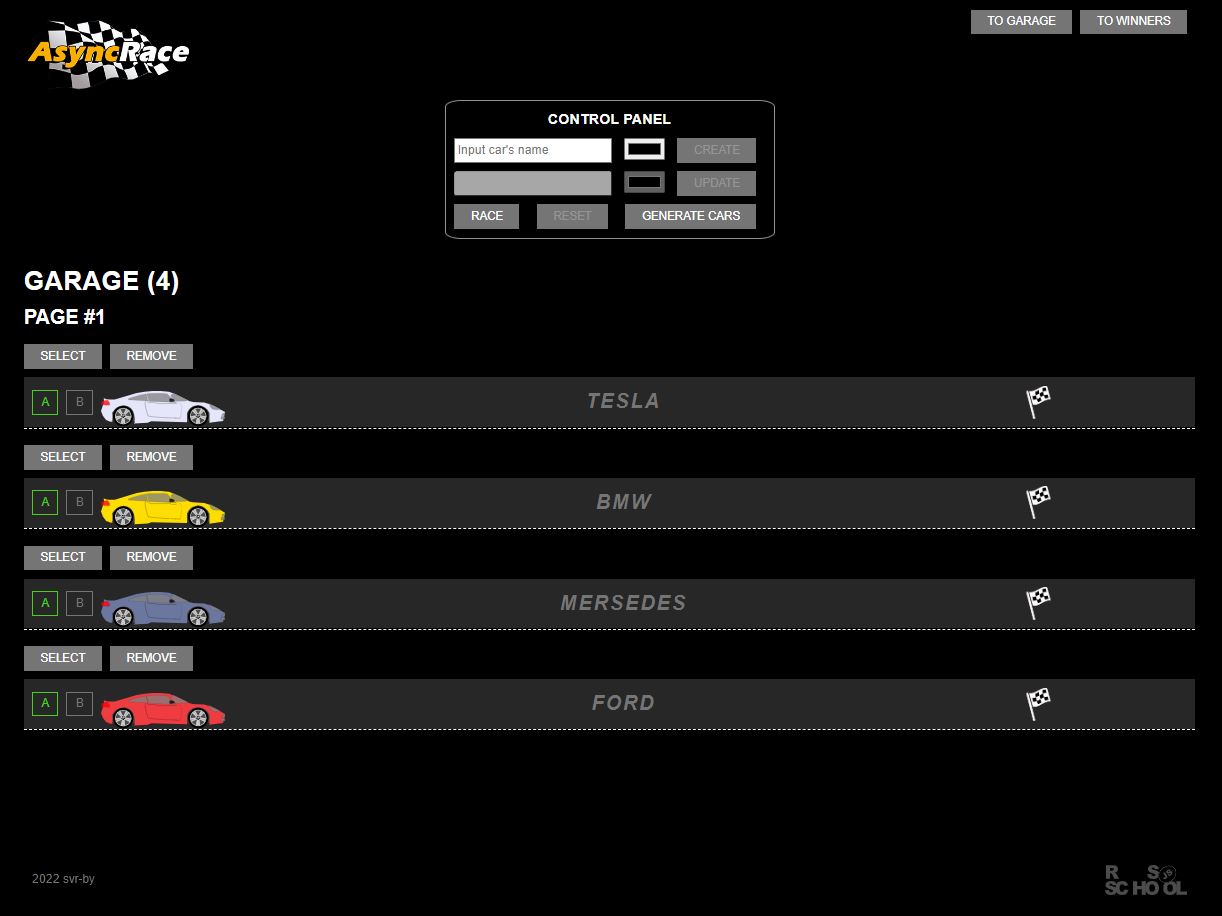 AsyncRace
TO GARAGE TO WINNERS
CONTROL PANEL
Input car's name CREATE
UPDATE
RACE RESET GENERATE CARS
GARAGE (4)
PAGE #1
SELECT REMOVE
A B TESLA
SELECT REMOVE
A B BMW
SELECT REMOVE
A B MERSEDES
SELECT REMOVE
A B FORD
2022 svr-by
R S JS
SCHOOL